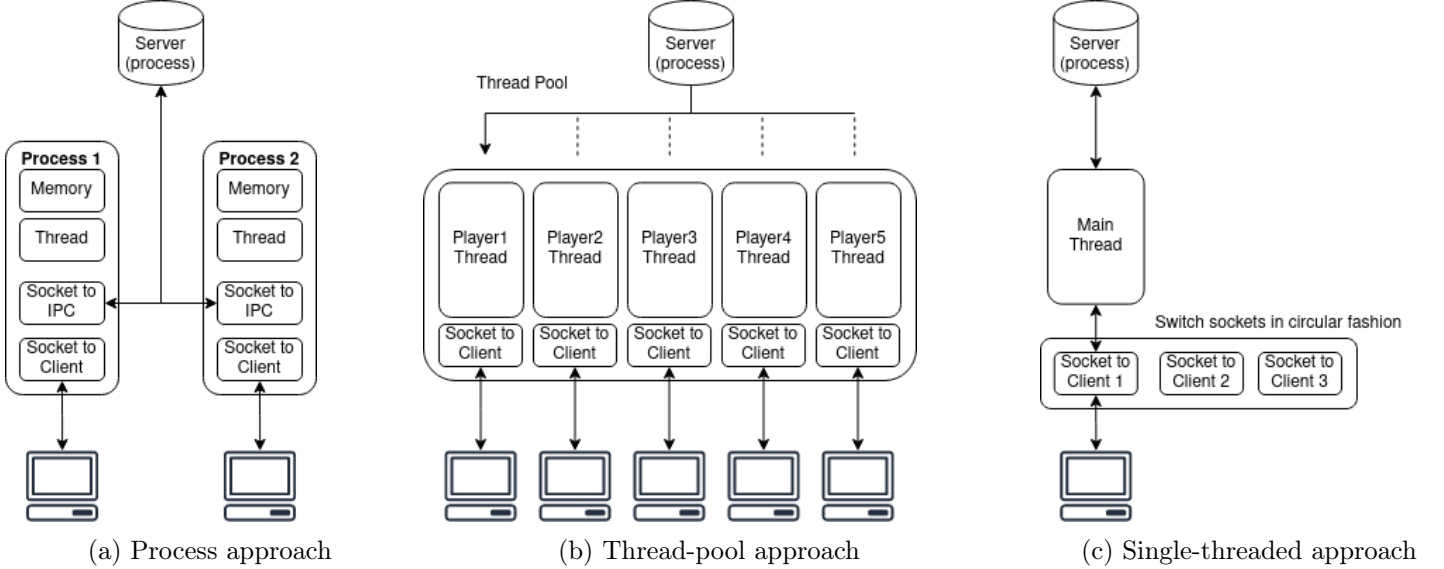 Server
(process)
Process 1
Memory
Thread
Socket to
IPC
Socket to
Client
Process 2
Memory
Thread
Socket to
IPC
Socket to
Client
(a) Process approach
Server
(process)
Thread Pool
Player1
Thread
Player2
Thread
Player3
Thread
Player4
Thread
Player5
Thread
Socket to
Client
Socket to
Client
Socket to
Client
Socket to
Client
Socket to
Client
(b) Thread-pool approach
Server
(process)
Main
Thread
Switch sockets in circular fashion
Socket to
Client 1
Socket to
Client 2
Socket to
Client 3
(c) Single-threaded approach